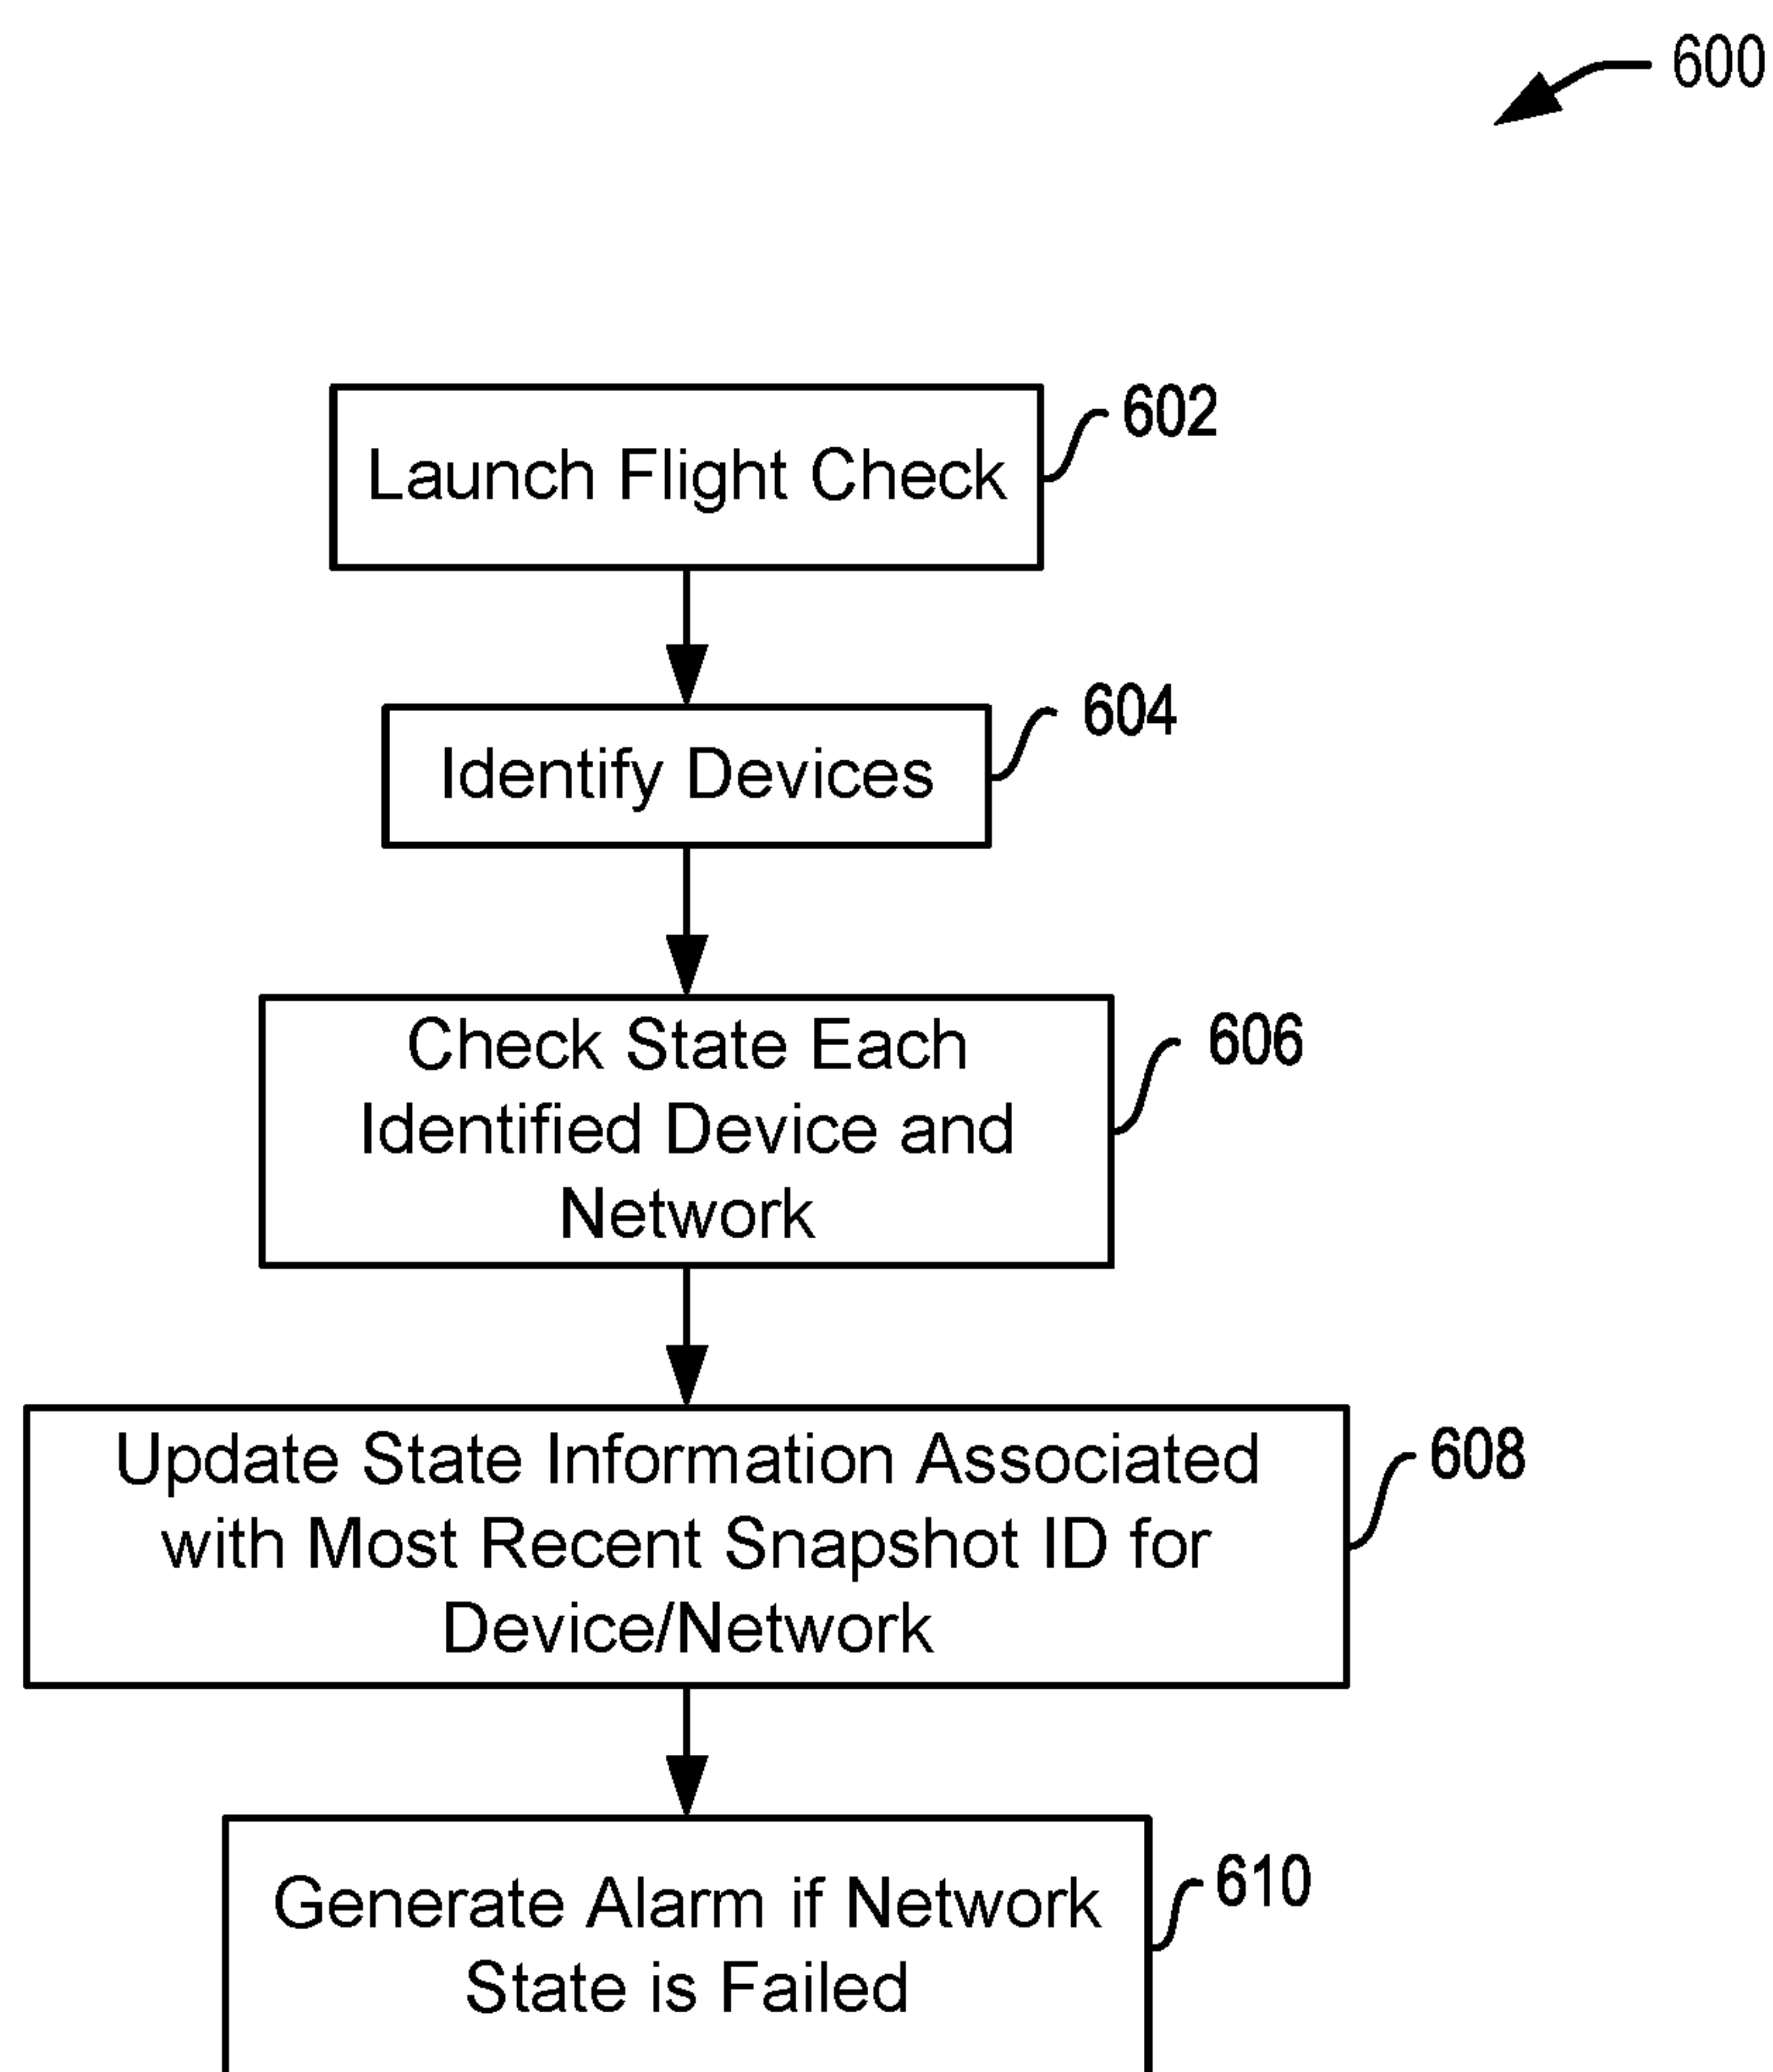 600
Launch Flight Check
602
Identify Devices
604
Check State Each
Identified Device and
Network
606
Update State Information Associated
with Most Recent Snapshot ID for
Device/Network
608
Generate Alarm if Network
State is Failed
610